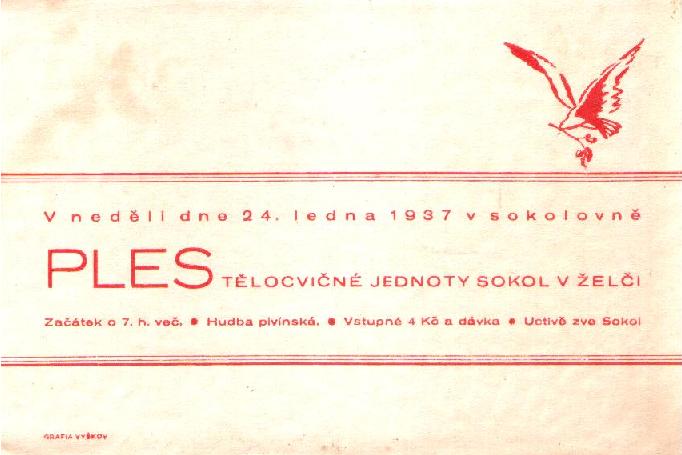 V neděli dne 24. ledna 1937 v sokolovně
PLES TĚLOCVIČNÉ JEDNOTY SOKOL V ŽELČI
Začátek o 7. h. več. • Hudba pivínská. • Vstupné 4 Kč a dávka • Uctivě zve Sokol
GRAFIA VYŠKOV